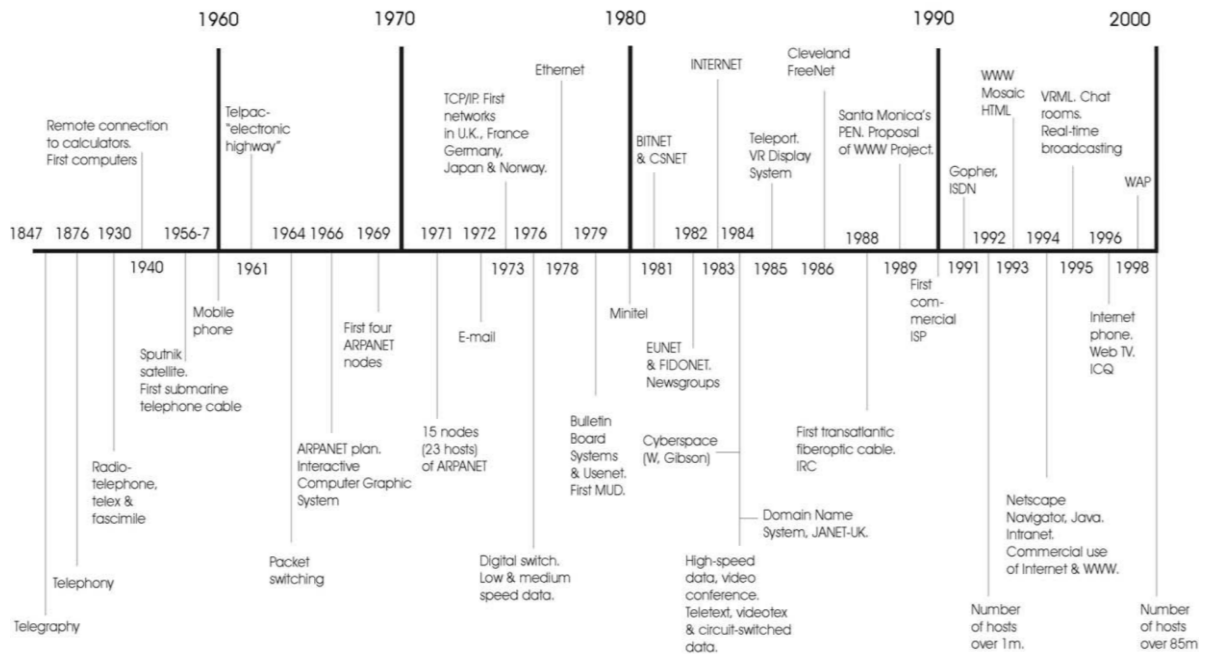 1960
1970
1980
1990
2000
Remote connection
to calculators.
First computers
Telpac-
"electronic
highway"
TCP/IP. First
networks
in U.K., France
Germany,
Japan & Norway.
Ethernet
BITNET
& CSNET
INTERNET
Teleport.
VR Display
System
Cleveland
FreeNet
Santa Monica's
PEN. Proposal
of WWW Project.
Gopher,
ISDN
WWW
Mosaic
HTML
VRML. Chat
rooms.
Real-time
broadcasting
WAP
1847 1876 1930 1956-7 1964 1966 1969 1971 1972 1976 1979 1982 1984 1988 1992 1994 1996
1940 1961 1973 1978 1981 1983 1985 1986 1989 1991 1993 1995 1998
Telegraphy
Telephony
Radio-
telephone,
telex &
fascimile
Sputnik
satellite.
First submarine
telephone cable
Mobile
phone
Packet
switching
ARPANET plan.
Interactive
Computer Graphic
System
First four
ARPANET
nodes
15 nodes
(23 hosts)
of ARPANET
E-mail
Digital switch.
Low & medium
speed data.
Bulletin
Board
Systems
& Usenet.
First MUD.
Minitel
EUNET
& FIDONET.
Newsgroups
Cyberspace
(W, Gibson)
Domain Name
System, JANET-UK.
High-speed
data, video
conference.
Teletext, videotex
& circuit-switched
data.
First transatlantic
fiberoptic cable.
IRC
First
com-
mercial
ISP
Number
of hosts
over 1m.
Netscape
Navigator, Java.
Intranet.
Commercial use
of Internet & WWW.
Internet
phone.
Web TV.
ICQ
Number
of hosts
over 85m